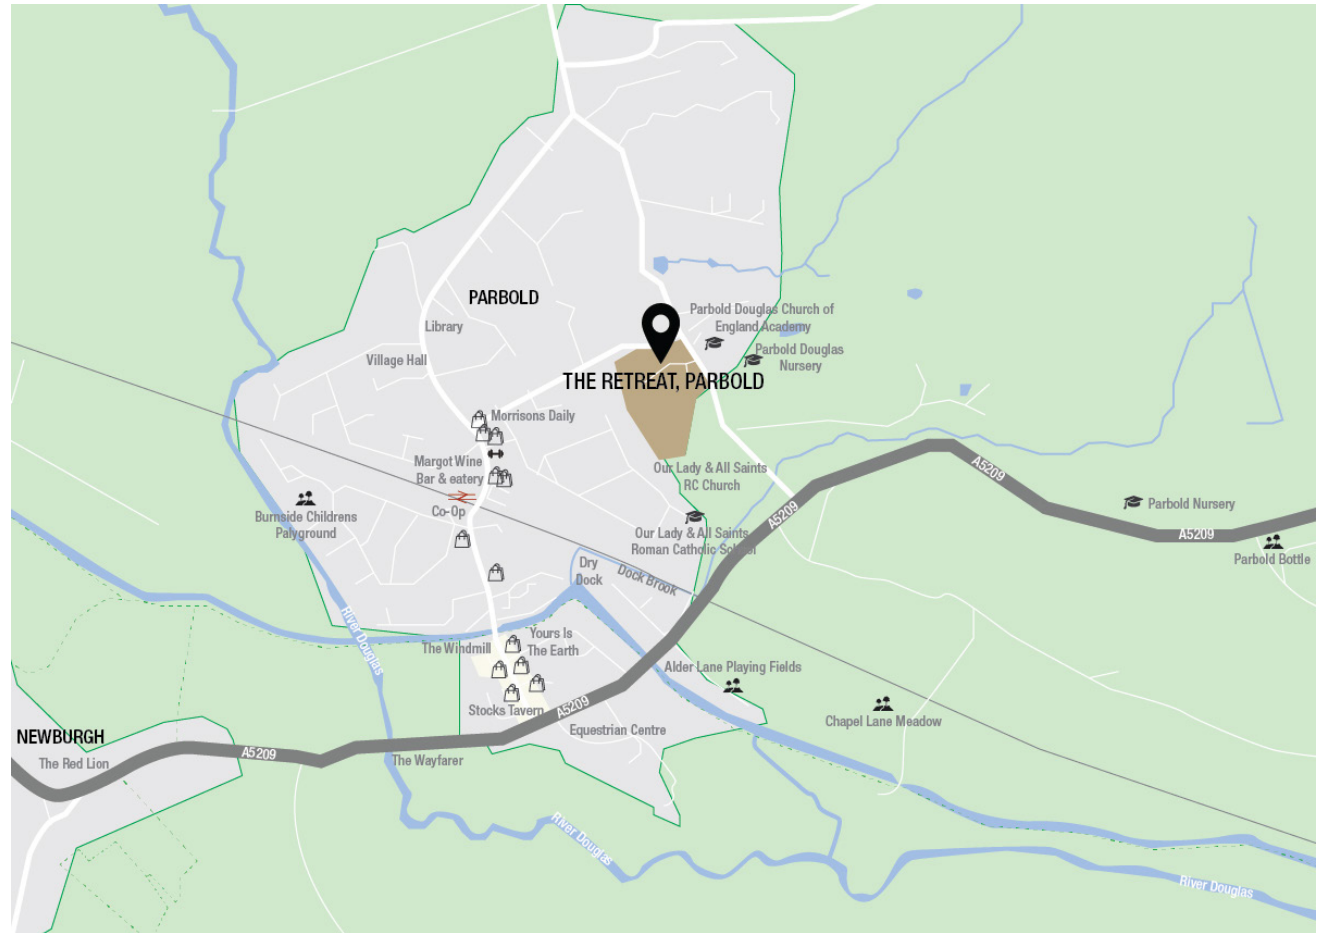 PARBOLD
Parbold Douglas Church of
England Academy
Library
Parbold Douglas
Nursery
Village Hall
THE RETREAT, PARBOLD
Morrisons Daily
Margot Wine
Bar & eatery
Our Lady & All Saints
RC Church
A5209
Parbold Nursery
Co-Op
Burnside Childrens
Palyground
A5209
Our Lady & All Saints
Roman Catholic School
A5209
Parbold Bottle
Dry
Dock
Dock Brook
River Douglas
Yours Is
The Earth
The Windmill
Alder Lane Playing Fields
Stocks Tavern
A5209
Chapel Lane Meadow
Equestrian Centre
NEWBURGH
The Red Lion
A5209
The Wayfarer
River Douglas
River Douglas